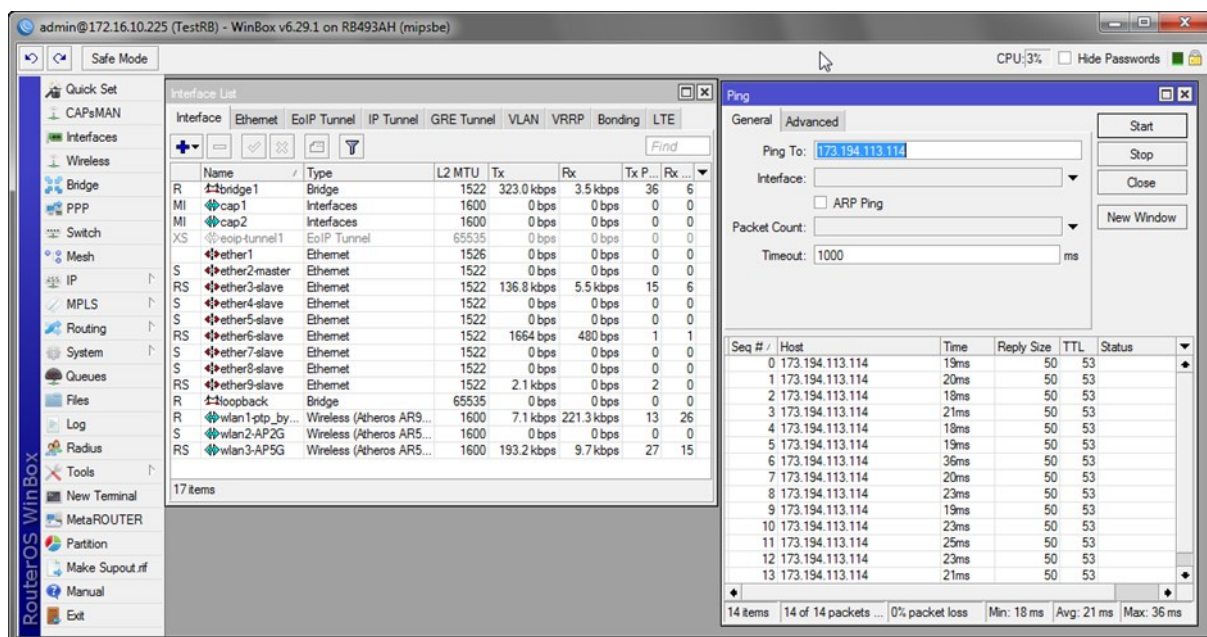 admin@172.16.10.225 (TestRB) - WinBox v6.29.1 on RB493AH (mipsbe)
Safe Mode
CPU: 3% Hide Passwords
RouterOS WinBox
Quick Set
CAPsMAN
Interfaces
Wireless
Bridge
PPP
Switch
Mesh
IP
MPLS
Routing
System
Queues
Files
Log
Radius
Tools
New Terminal
MetaROUTER
Partition
Make Supout.rif
Manual
Exit
Interface List
Interface Ethernet EoIP Tunnel IP Tunnel GRE Tunnel VLAN VRRP Bonding LTE
Find
Name / Type L2 MTU Tx Rx Tx P... Rx ...
R bridge1 Bridge 1522 323.0 kbps 3.5 kbps 36 6
MI cap1 Interfaces 1600 0 bps 0 bps 0 0
MI cap2 Interfaces 1600 0 bps 0 bps 0 0
XS eoip-tunnel1 EoIP Tunnel 65535 0 bps 0 bps 0 0
ether1 Ethernet 1526 0 bps 0 bps 0 0
S ether2-master Ethernet 1522 0 bps 0 bps 0 0
RS ether3-slave Ethernet 1522 136.8 kbps 5.5 kbps 15 6
S ether4-slave Ethernet 1522 0 bps 0 bps 0 0
S ether5-slave Ethernet 1522 0 bps 0 bps 0 0
RS ether6-slave Ethernet 1522 1664 bps 480 bps 1 1
S ether7-slave Ethernet 1522 0 bps 0 bps 0 0
S ether8-slave Ethernet 1522 0 bps 0 bps 0 0
RS ether9-slave Ethernet 1522 2.1 kbps 0 bps 2 0
R loopback Bridge 65535 0 bps 0 bps 0 0
R wlan1-ptp_by... Wireless (Atheros AR9... 1600 7.1 kbps 221.3 kbps 13 26
S wlan2-AP2G Wireless (Atheros AR5... 1600 0 bps 0 bps 0 0
RS wlan3-AP5G Wireless (Atheros AR5... 1600 193.2 kbps 9.7 kbps 27 15
17 items
Ping
General Advanced
Ping To: 173.194.113.114
Interface:
ARP Ping
Packet Count:
Timeout: 1000 ms
Start
Stop
Close
New Window
Seq # / Host Time Reply Size TTL Status
0 173.194.113.114 19ms 50 53
1 173.194.113.114 20ms 50 53
2 173.194.113.114 18ms 50 53
3 173.194.113.114 21ms 50 53
4 173.194.113.114 18ms 50 53
5 173.194.113.114 19ms 50 53
6 173.194.113.114 36ms 50 53
7 173.194.113.114 20ms 50 53
8 173.194.113.114 23ms 50 53
9 173.194.113.114 19ms 50 53
10 173.194.113.114 23ms 50 53
11 173.194.113.114 25ms 50 53
12 173.194.113.114 23ms 50 53
13 173.194.113.114 21ms 50 53
14 items 14 of 14 packets ... 0% packet loss Min: 18 ms Avg: 21 ms Max: 36 ms